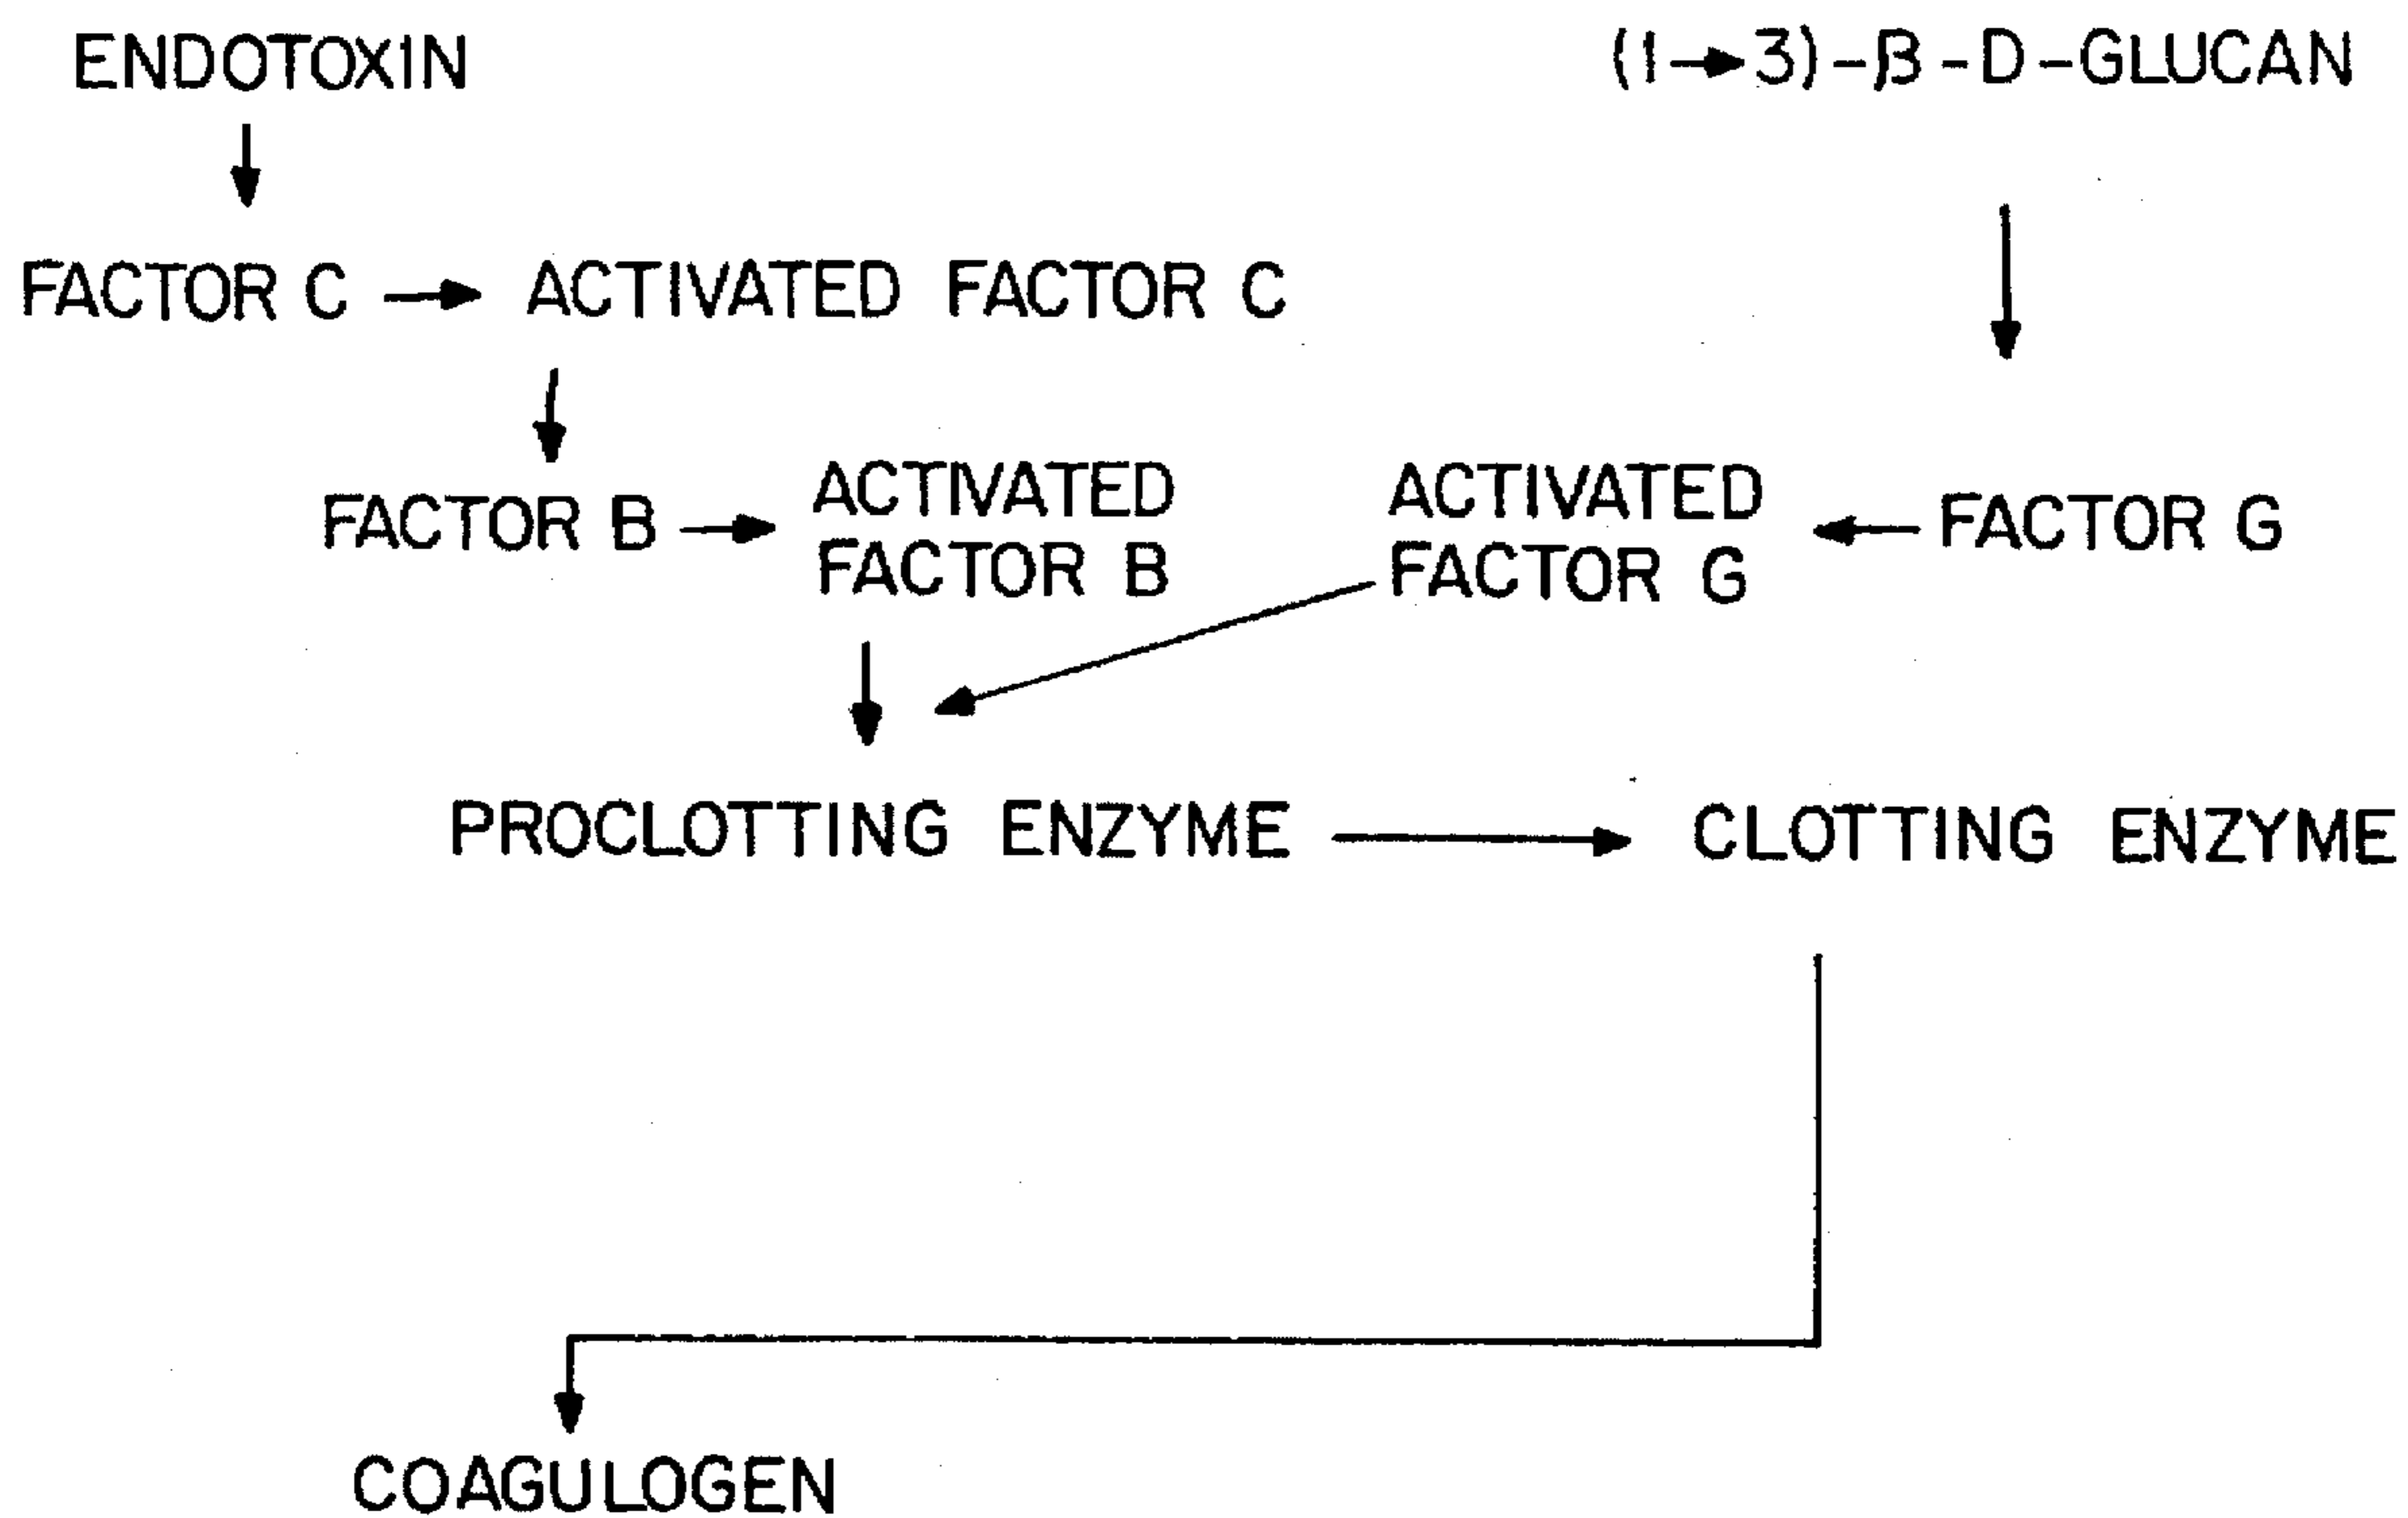 ENDOTOXIN
(1→3)-β-D-GLUCAN
FACTOR C → ACTIVATED FACTOR C
FACTOR B → ACTIVATED FACTOR B
ACTIVATED FACTOR G ← FACTOR G
PROCLOTTING ENZYME → CLOTTING ENZYME
COAGULOGEN